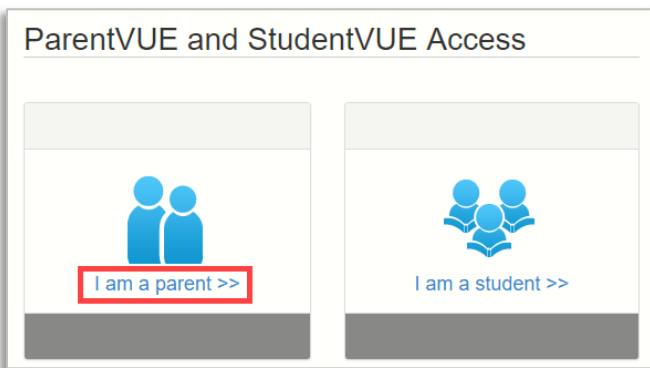 ParentVUE and StudentVUE Access
I am a parent >>
I am a student >>